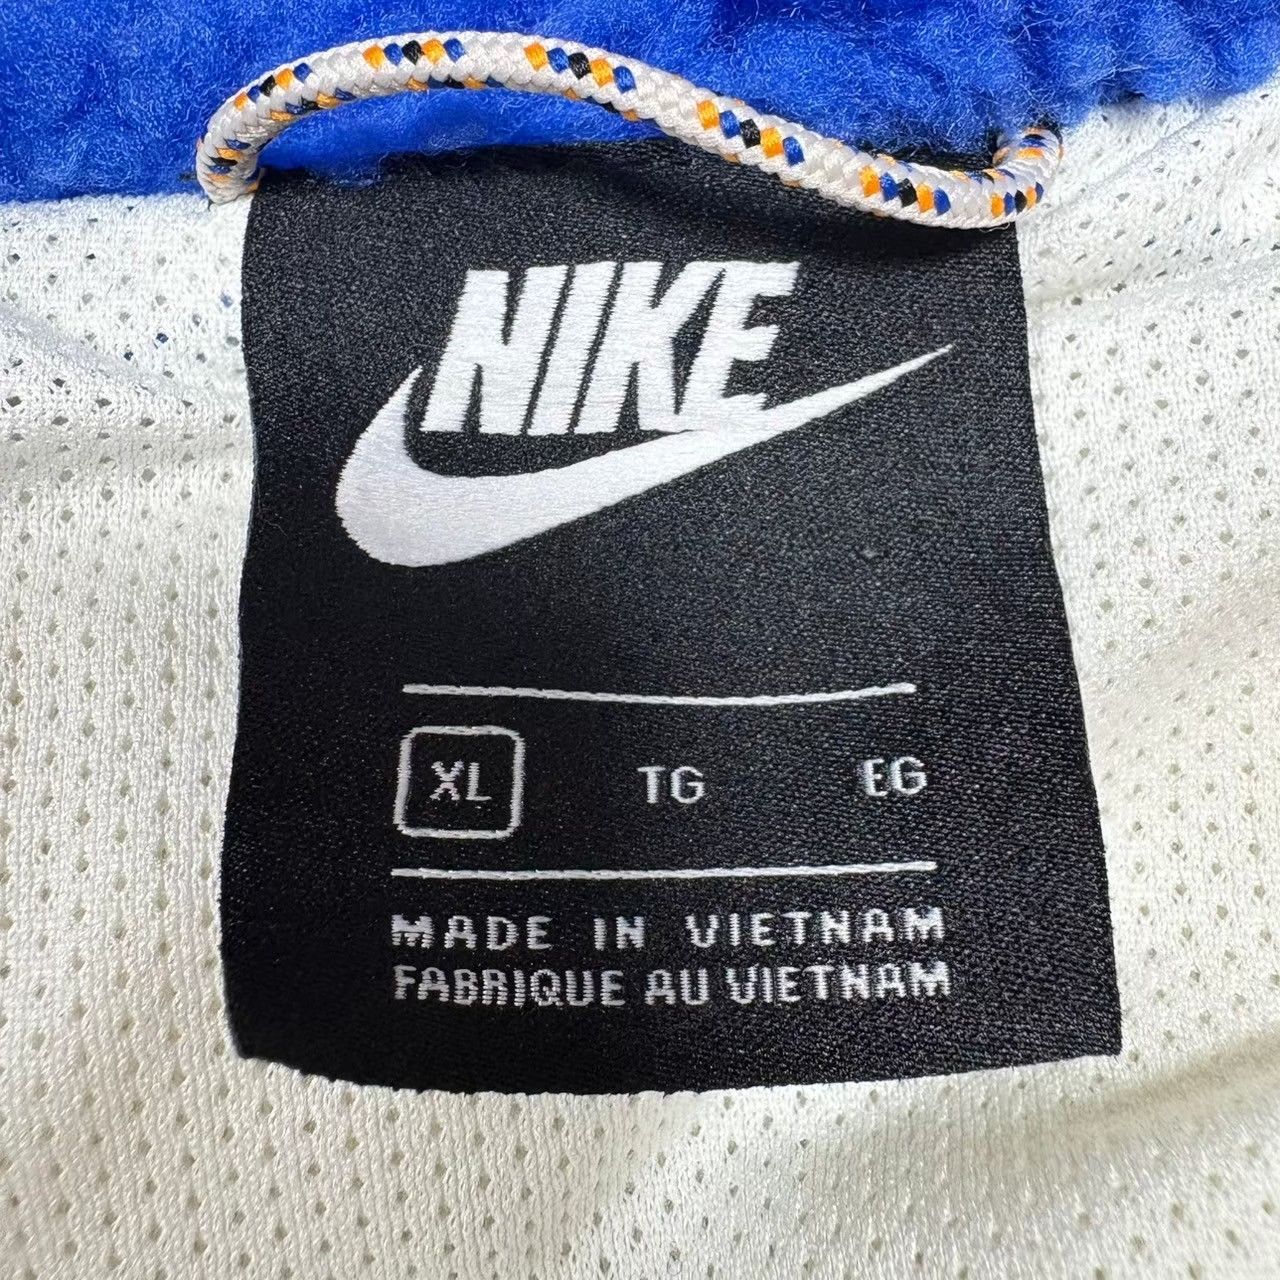 NIKE
XL TG EG
MADE IN VIETNAM
FABRIQUE AU VIETNAM